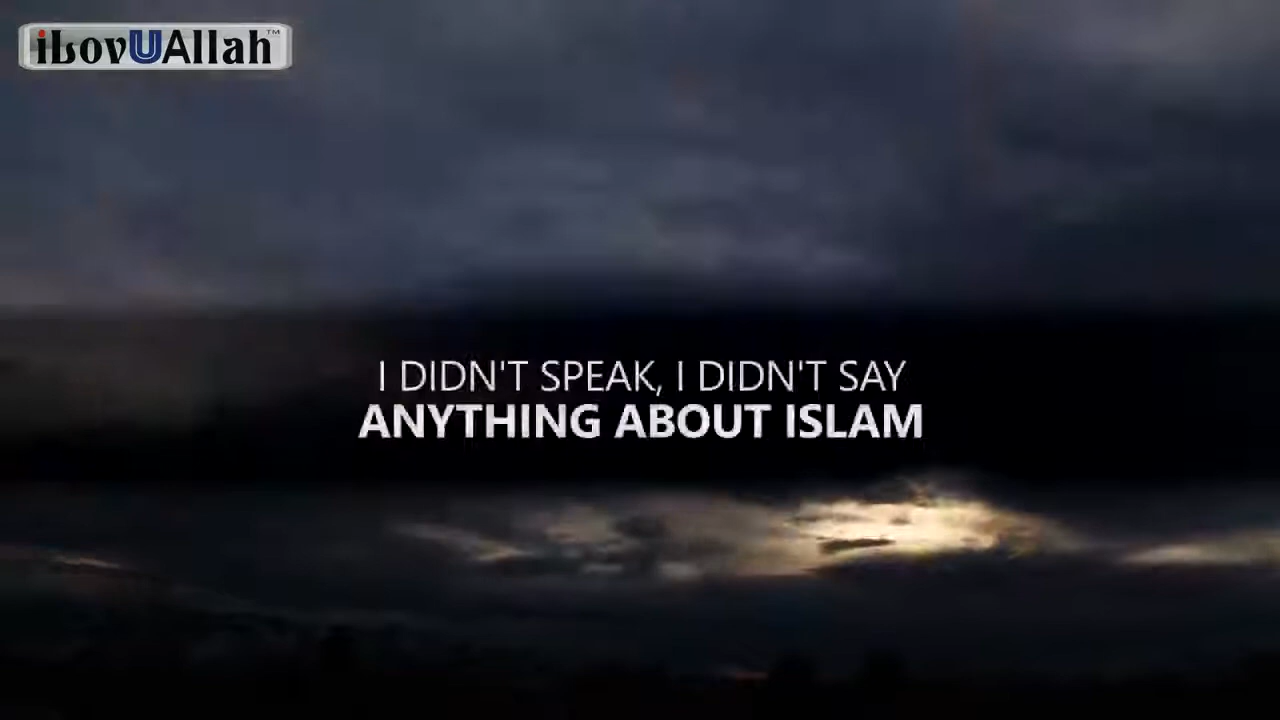 iLovUAllah™
I DIDN'T SPEAK, I DIDN'T SAY
ANYTHING ABOUT ISLAM